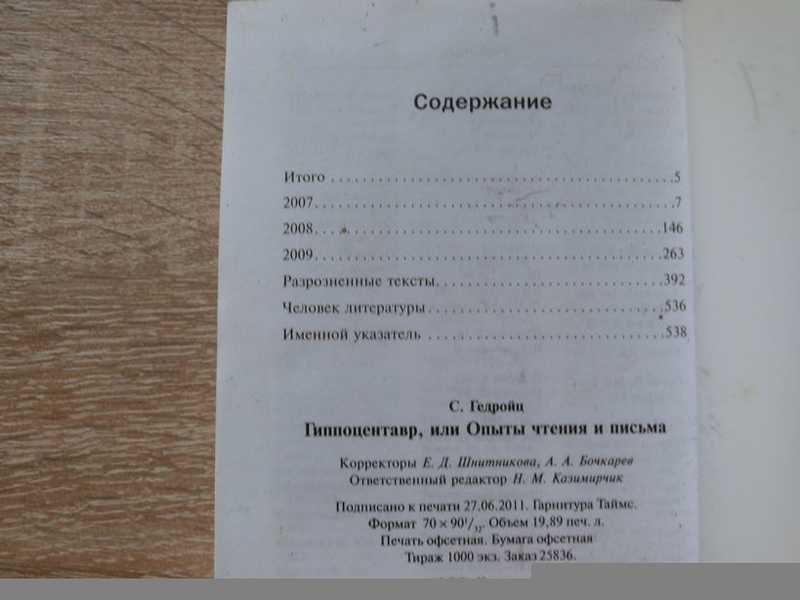 Содержание
Итого . . . . . . . . . . . . . . . . . . . . . . . . . . . . . . . . . . . . . . . . . . . . .5
2007. . . . . . . . . . . . . . . . . . . . . . . . . . . . . . . . . . . . . . . . . . . . . . .7
2008. . . . . . . . . . . . . . . . . . . . . . . . . . . . . . . . . . . . . . . . . . . . .146
2009. . . . . . . . . . . . . . . . . . . . . . . . . . . . . . . . . . . . . . . . . . . . .263
Разрозненные тексты. . . . . . . . . . . . . . . . . . . . . . . . . . . . . .392
Человек литературы. . . . . . . . . . . . . . . . . . . . . . . . . . . . . . .536
Именной указатель . . . . . . . . . . . . . . . . . . . . . . . . . . . . . . .538
С. Гедройц
Гиппоцентавр, или Опыты чтения и письма
Корректоры Е. Д. Шнитникова, А. А. Бочкарев
Ответственный редактор Н. М. Казимирчик
Подписано к печати 27.06.2011. Гарнитура Таймс.
Формат 70 × 90¹/₃₂. Объем 19,89 печ. л.
Печать офсетная. Бумага офсетная
Тираж 1000 экз. Заказ 25836.